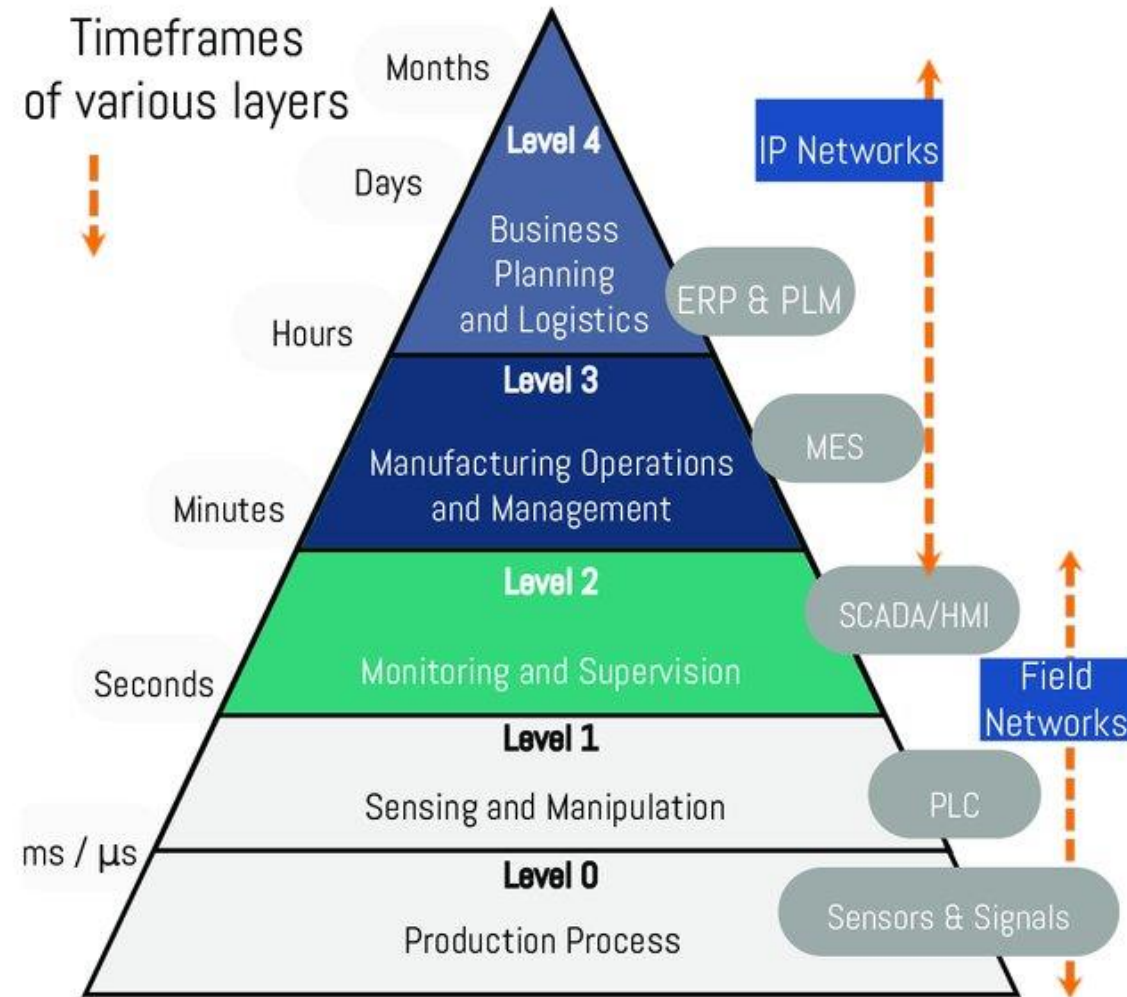 Timeframes
of various layers
Months
Days
Hours
Minutes
Seconds
ms / µs
Level 4
Business
Planning
and Logistics
Level 3
Manufacturing Operations
and Management
Level 2
Monitoring and Supervision
Level 1
Sensing and Manipulation
Level 0
Production Process
IP Networks
ERP & PLM
MES
SCADA/HMI
Field
Networks
PLC
Sensors & Signals